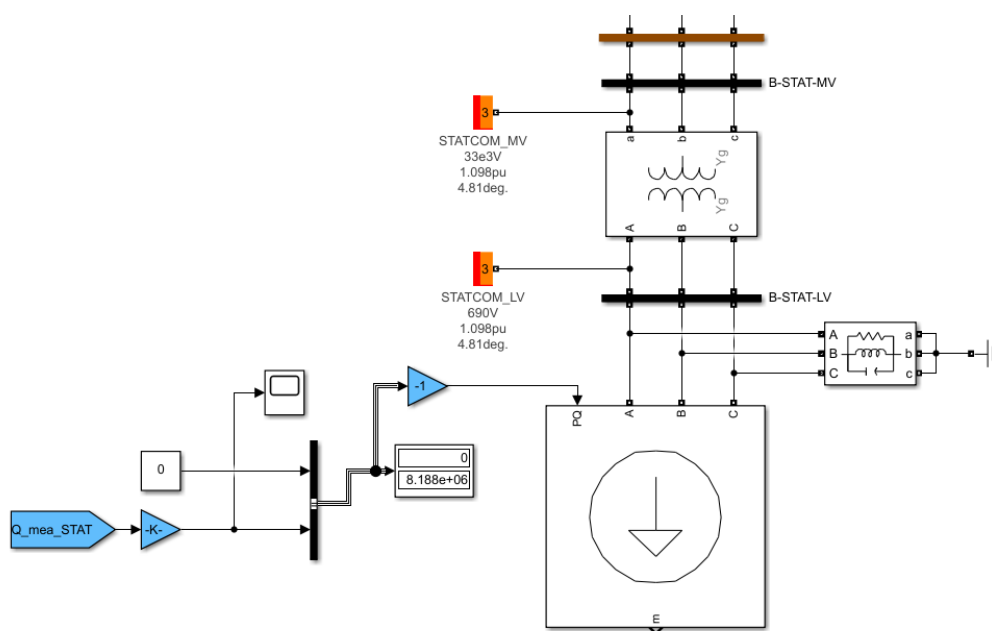 B-STAT-MV
3
STATCOM_MV
33e3V
1.098pu
4.81deg.
a
b
c
Yg
Yg
A
B
C
3
STATCOM_LV
690V
1.098pu
4.81deg.
B-STAT-LV
A
B
C
a
b
c
-1
PQ
A
B
C
0
8.188e+06
0
Q_mea_STAT
-K-
m